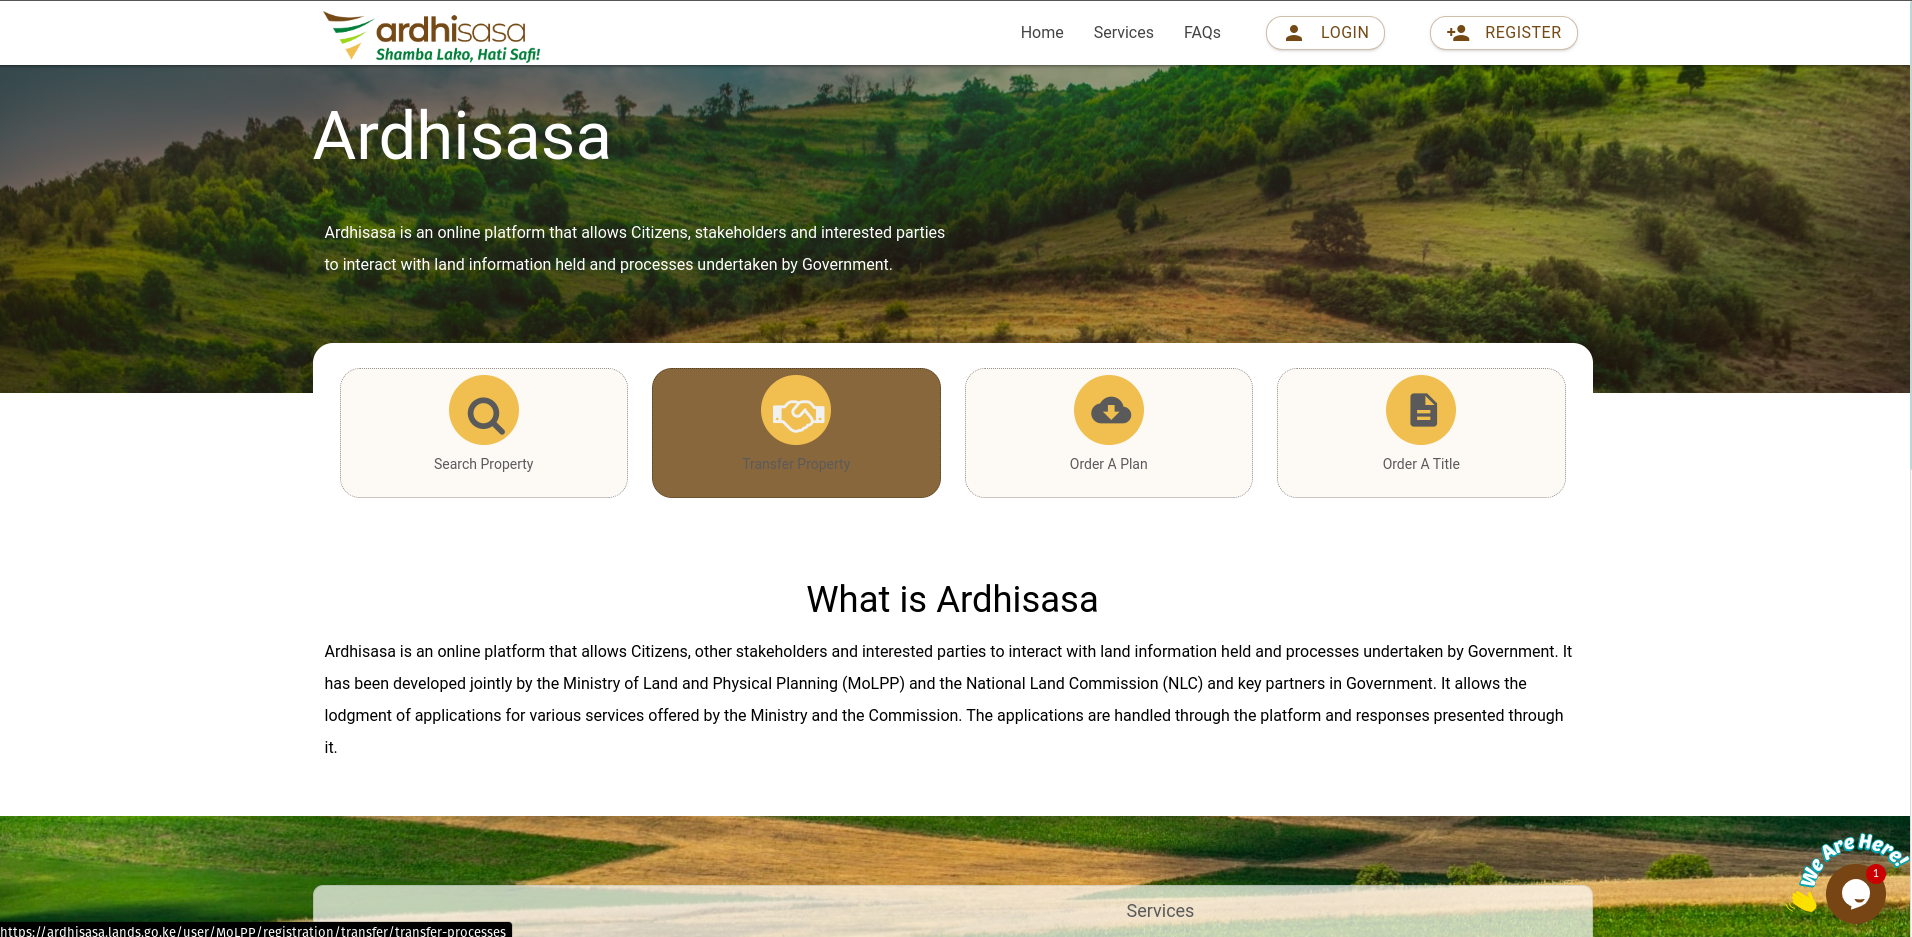 ardhisasa
Shamba Lako, Hati Safi!
Home
Services
FAQs
LOGIN
REGISTER
Ardhisasa
Ardhisasa is an online platform that allows Citizens, stakeholders and interested parties
to interact with land information held and processes undertaken by Government.
Search Property
Transfer Property
Order A Plan
Order A Title
What is Ardhisasa
Ardhisasa is an online platform that allows Citizens, other stakeholders and interested parties to interact with land information held and processes undertaken by Government. It
has been developed jointly by the Ministry of Land and Physical Planning (MoLPP) and the National Land Commission (NLC) and key partners in Government. It allows the
lodgment of applications for various services offered by the Ministry and the Commission. The applications are handled through the platform and responses presented through
it.
We Are Here!
1
Services
https://ardhisasa.lands.go.ke/user/MoLPP/registration/transfer/transfer-processes